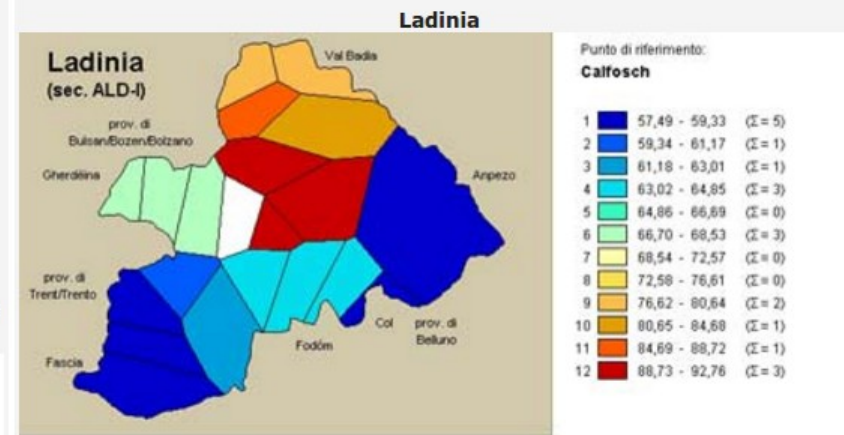 Ladinia
Ladinia
(sec. ALD-I)
Val Badia
prov. di
Bulsan/Bozen/Bolzano
Gherdëina
Anpezo
prov. di
Trent/Trento
Col
prov. di
Belluno
Fodóm
Fascia
Punto di riferimento:
Calfosch
1 57,49 - 59,33 (Σ= 5)
2 59,34 - 61,17 (Σ= 1)
3 61,18 - 63,01 (Σ= 1)
4 63,02 - 64,85 (Σ= 3)
5 64,86 - 66,69 (Σ= 0)
6 66,70 - 68,53 (Σ= 3)
7 68,54 - 72,57 (Σ= 0)
8 72,58 - 76,61 (Σ= 0)
9 76,62 - 80,64 (Σ= 2)
10 80,65 - 84,68 (Σ= 1)
11 84,69 - 88,72 (Σ= 1)
12 88,73 - 92,76 (Σ= 3)